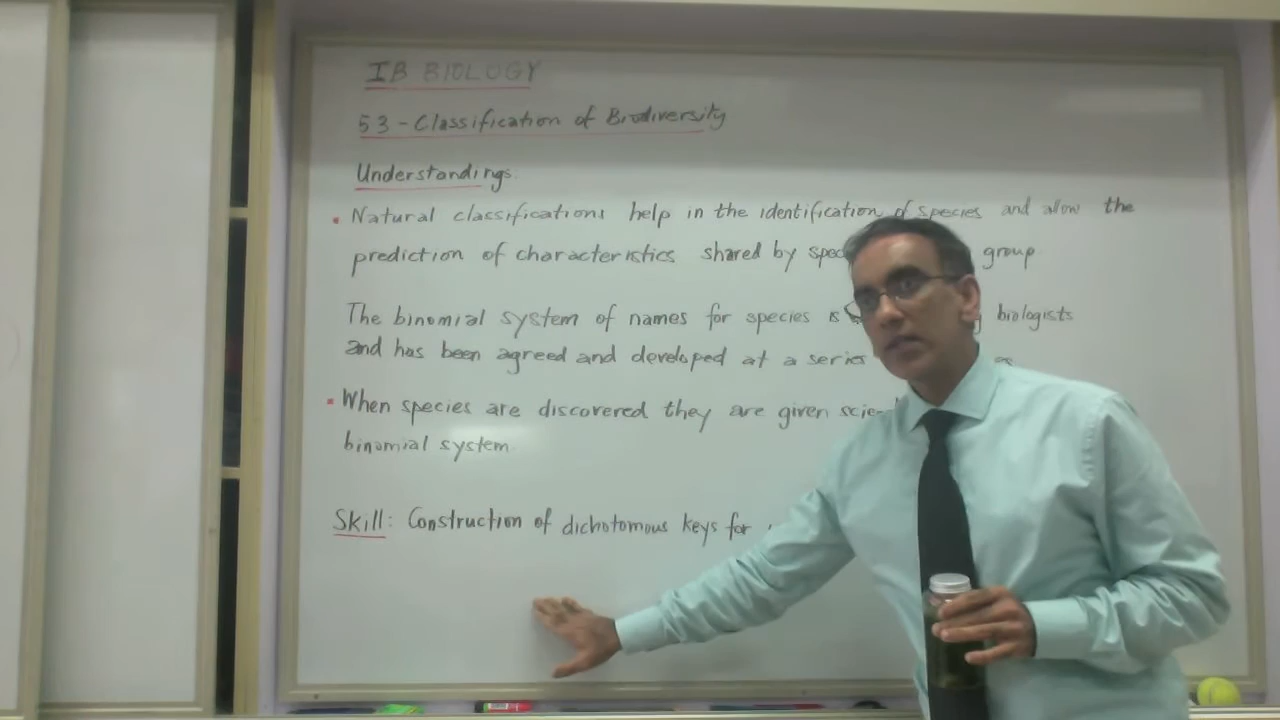 IB BIOLOGY
5 3 - Classification of Biodiversity
Understandings.
Natural classifications help in the identification of species and allow the
prediction of characteristics shared by spec group
The binomial system of names for species is biologists
and has been agreed and developed at a series
When species are discovered they are given scie
binomial system
Skill: Construction of dichotomous keys for